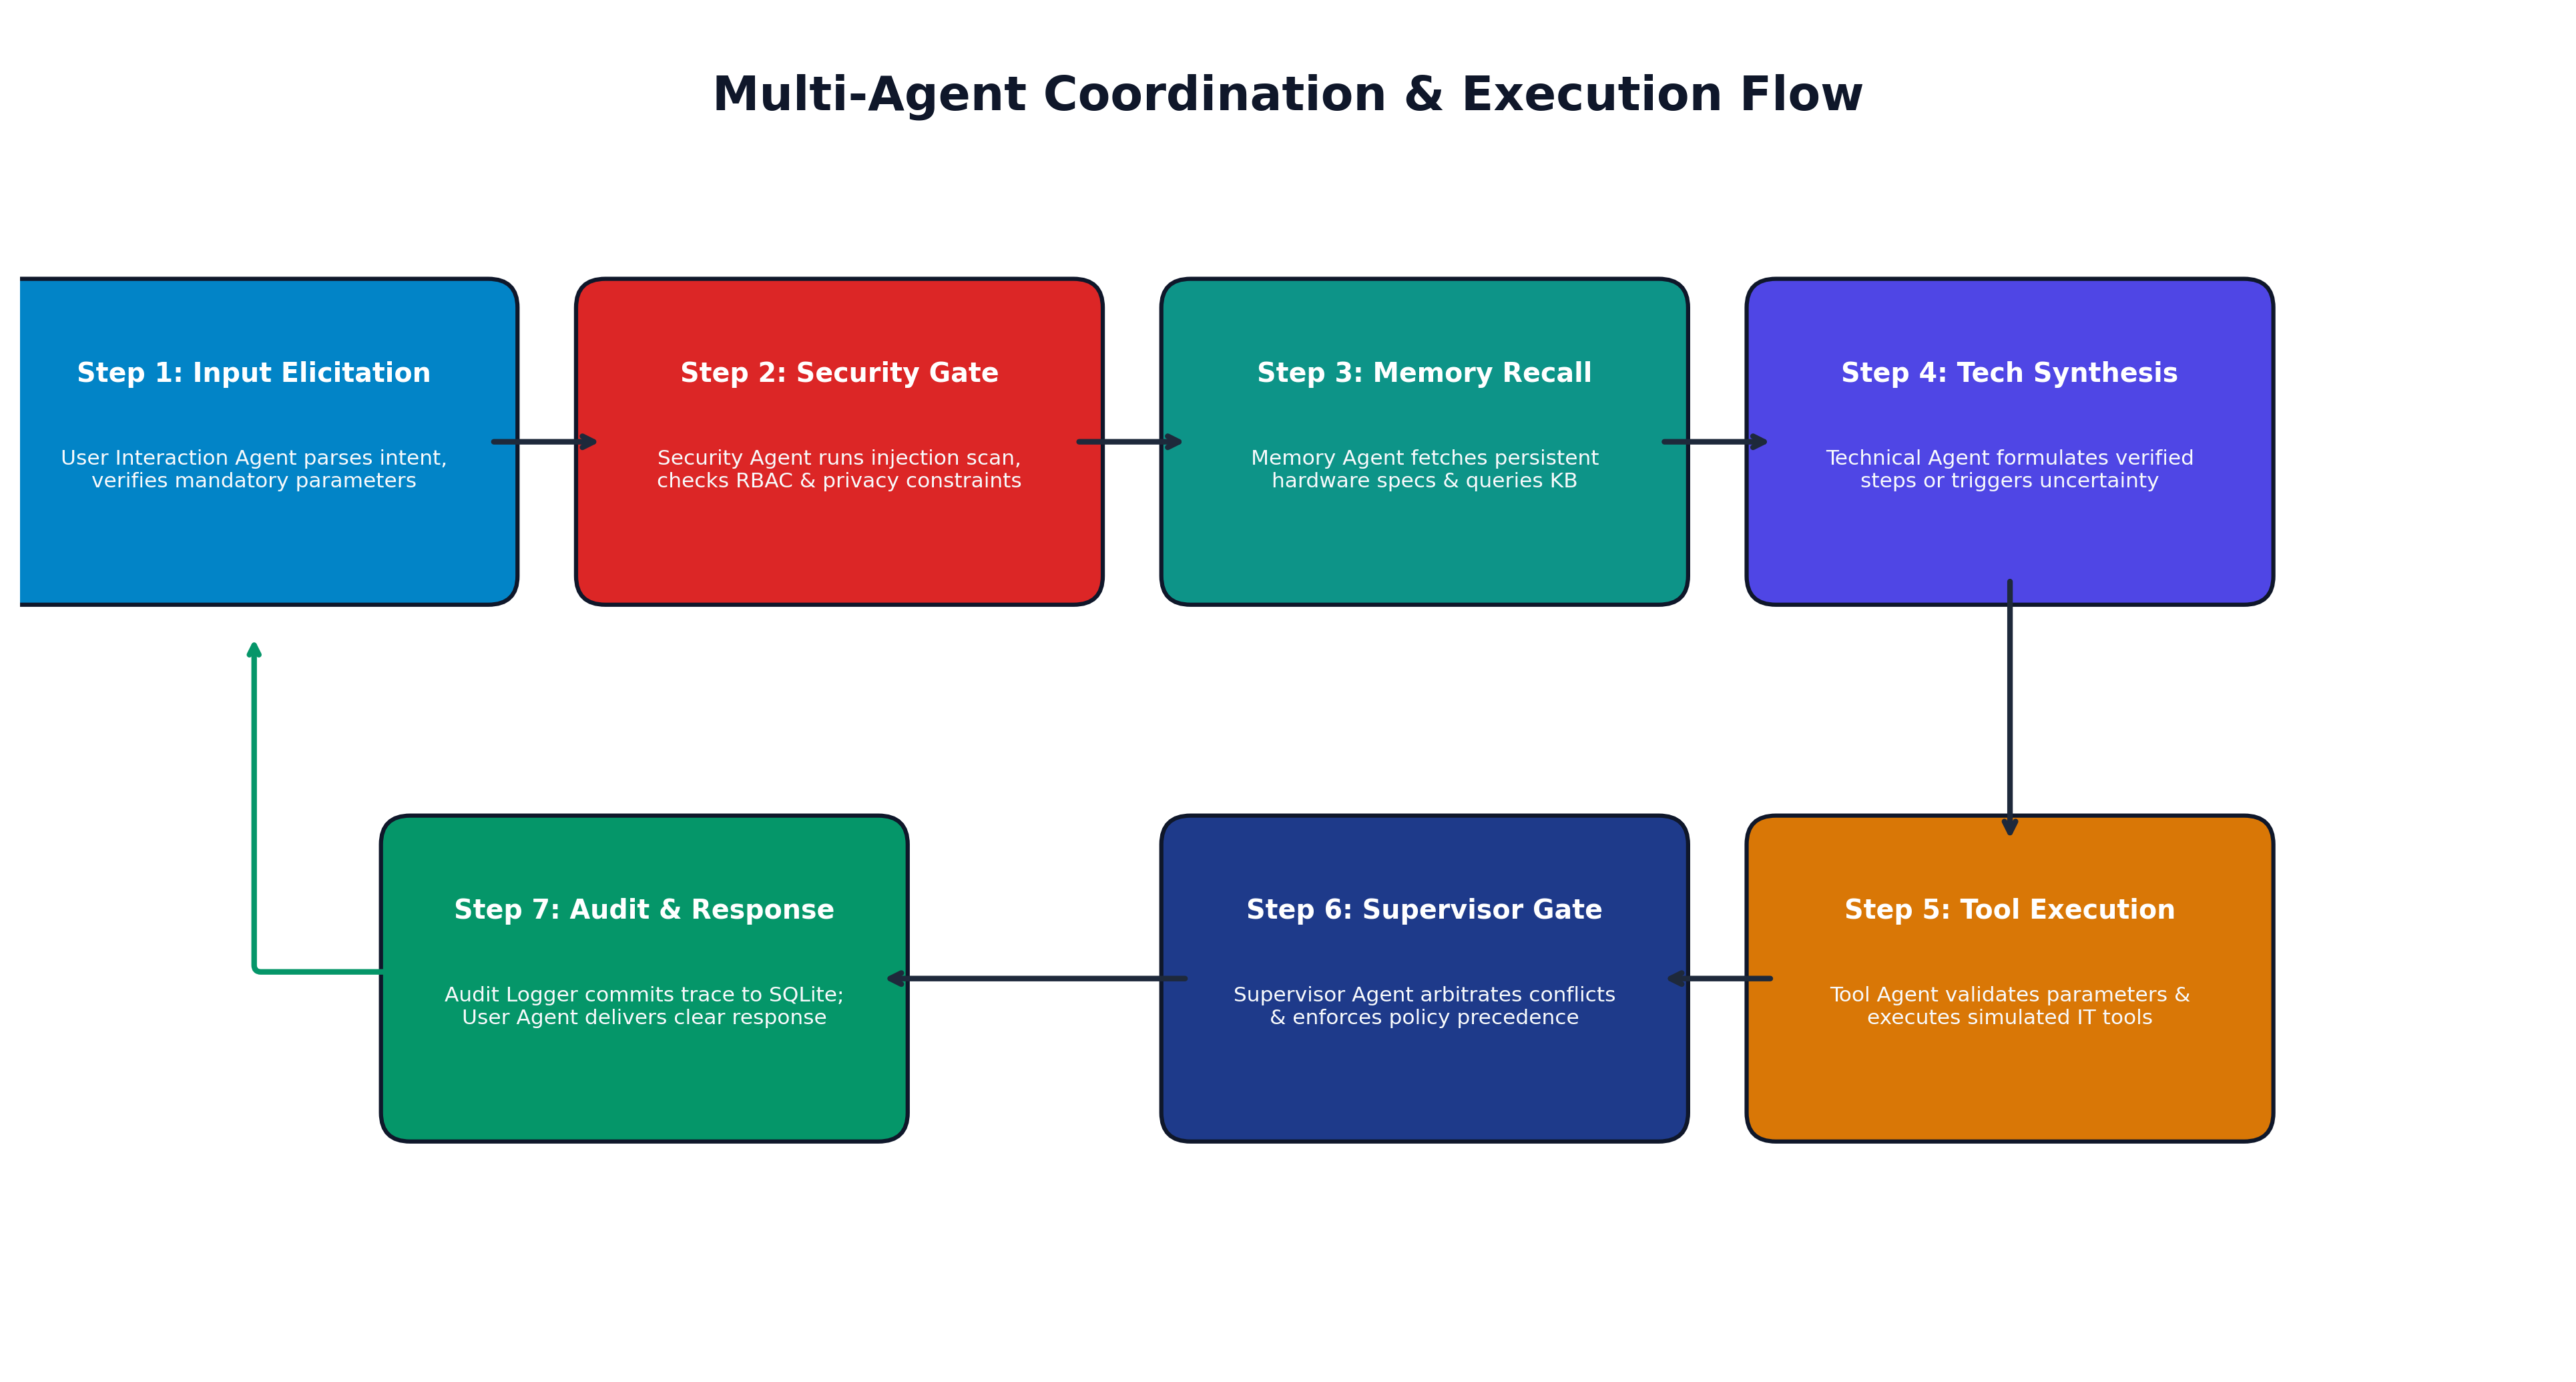 Multi-Agent Coordination & Execution Flow
Step 1: Input Elicitation
User Interaction Agent parses intent,
verifies mandatory parameters
Step 2: Security Gate
Security Agent runs injection scan,
checks RBAC & privacy constraints
Step 3: Memory Recall
Memory Agent fetches persistent
hardware specs & queries KB
Step 4: Tech Synthesis
Technical Agent formulates verified
steps or triggers uncertainty
Step 5: Tool Execution
Tool Agent validates parameters &
executes simulated IT tools
Step 6: Supervisor Gate
Supervisor Agent arbitrates conflicts
& enforces policy precedence
Step 7: Audit & Response
Audit Logger commits trace to SQLite;
User Agent delivers clear response